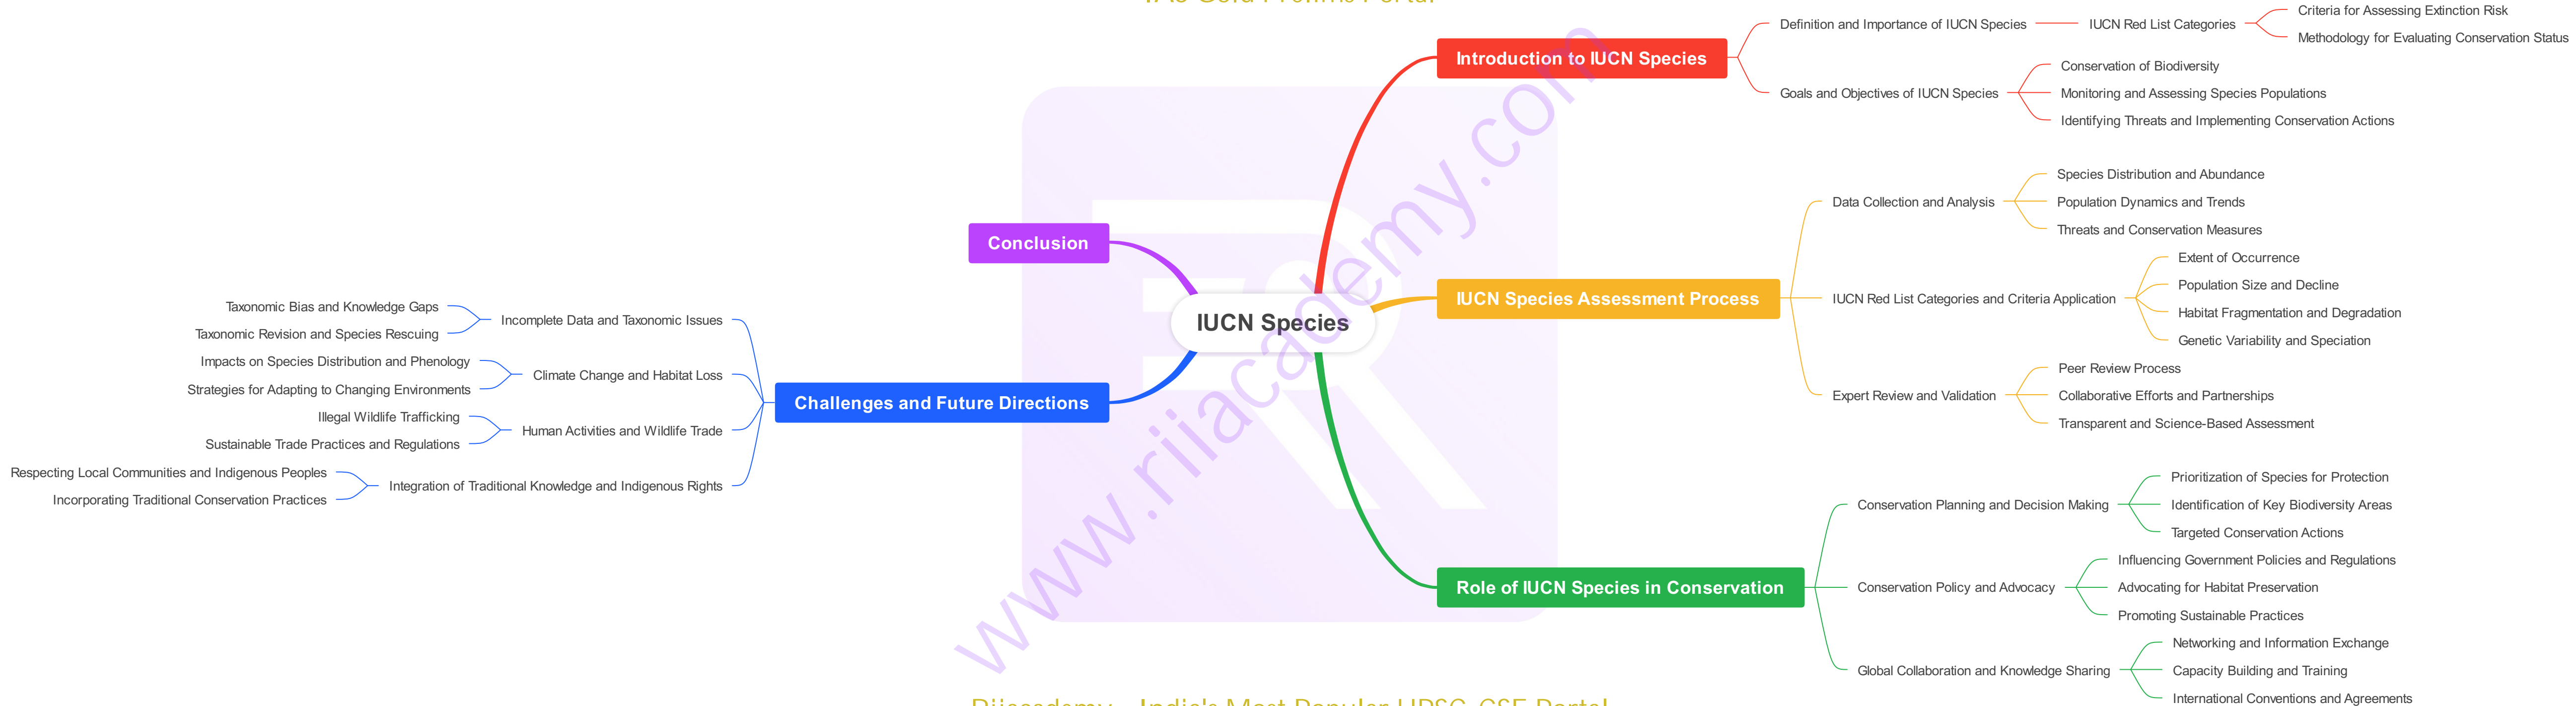 IAS Gold Prelims Portal
Introduction to IUCN Species
Definition and Importance of IUCN Species
IUCN Red List Categories
Criteria for Assessing Extinction Risk
Methodology for Evaluating Conservation Status
Goals and Objectives of IUCN Species
Conservation of Biodiversity
Monitoring and Assessing Species Populations
Identifying Threats and Implementing Conservation Actions
IUCN Species Assessment Process
Data Collection and Analysis
Species Distribution and Abundance
Population Dynamics and Trends
Threats and Conservation Measures
IUCN Red List Categories and Criteria Application
Extent of Occurrence
Population Size and Decline
Habitat Fragmentation and Degradation
Genetic Variability and Speciation
Expert Review and Validation
Peer Review Process
Collaborative Efforts and Partnerships
Transparent and Science-Based Assessment
Role of IUCN Species in Conservation
Conservation Planning and Decision Making
Prioritization of Species for Protection
Identification of Key Biodiversity Areas
Targeted Conservation Actions
Conservation Policy and Advocacy
Influencing Government Policies and Regulations
Advocating for Habitat Preservation
Promoting Sustainable Practices
Global Collaboration and Knowledge Sharing
Networking and Information Exchange
Capacity Building and Training
International Conventions and Agreements
IUCN Species
Conclusion
Challenges and Future Directions
Incomplete Data and Taxonomic Issues
Taxonomic Bias and Knowledge Gaps
Taxonomic Revision and Species Rescuing
Climate Change and Habitat Loss
Impacts on Species Distribution and Phenology
Strategies for Adapting to Changing Environments
Human Activities and Wildlife Trade
Illegal Wildlife Trafficking
Sustainable Trade Practices and Regulations
Integration of Traditional Knowledge and Indigenous Rights
Respecting Local Communities and Indigenous Peoples
Incorporating Traditional Conservation Practices
www.rijacademy.com
India's Most Popular UPSC CSE Portal